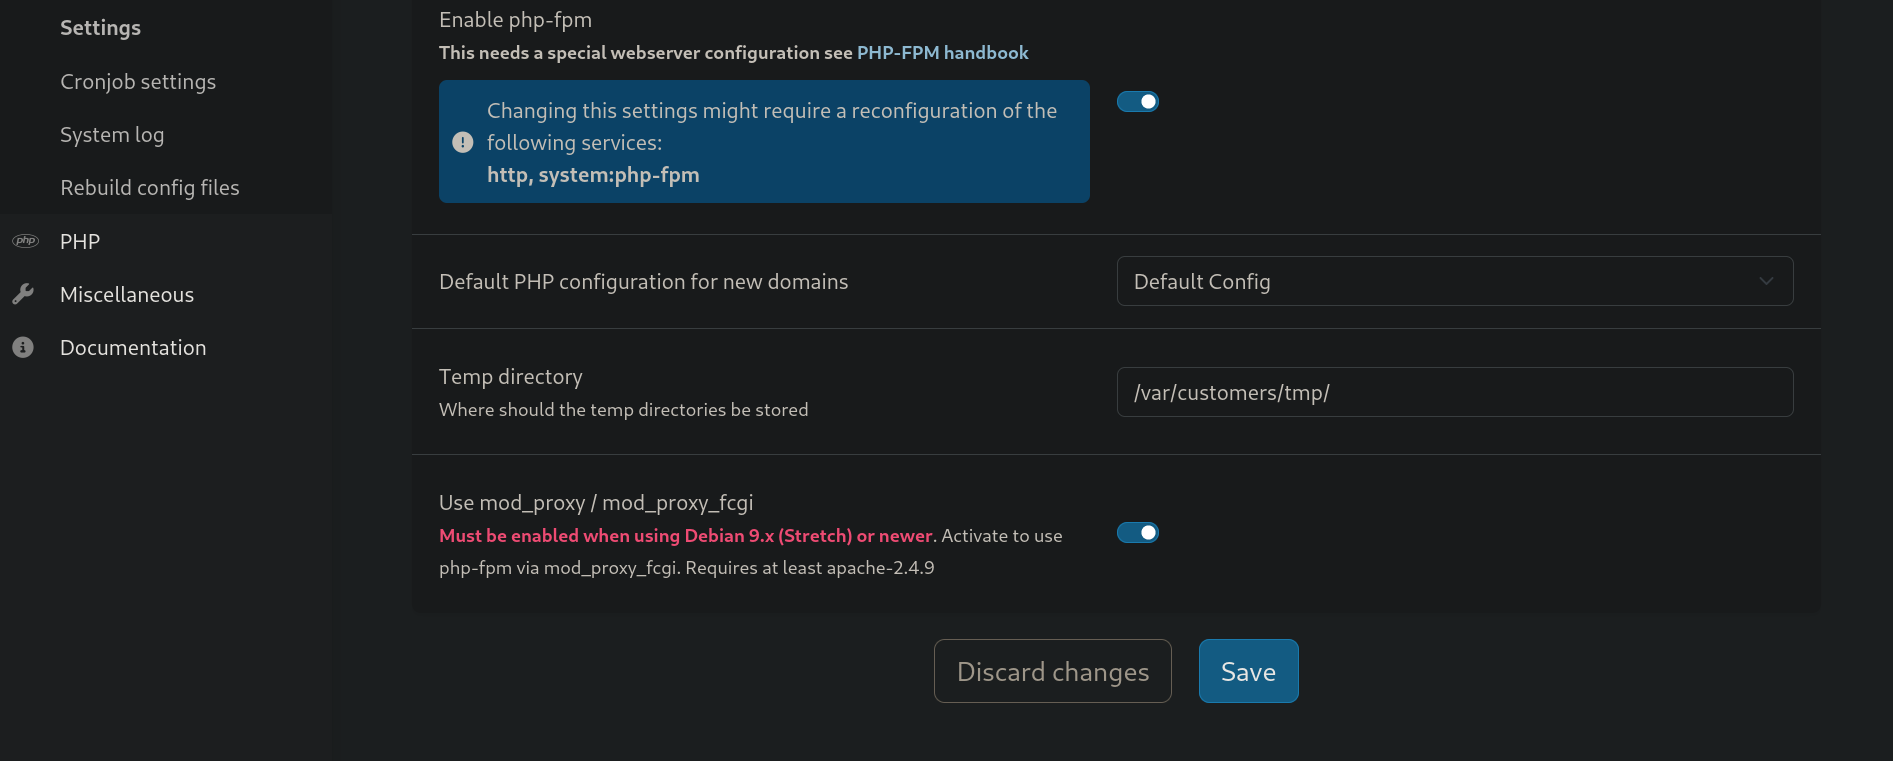 Settings
Cronjob settings
System log
Rebuild config files
php
PHP
Miscellaneous
Documentation
Enable php-fpm
This needs a special webserver configuration see PHP-FPM handbook
Changing this settings might require a reconfiguration of the
following services:
http, system:php-fpm
Default PHP configuration for new domains
Default Config
Temp directory
Where should the temp directories be stored
/var/customers/tmp/
Use mod_proxy / mod_proxy_fcgi
Must be enabled when using Debian 9.x (Stretch) or newer. Activate to use
php-fpm via mod_proxy_fcgi. Requires at least apache-2.4.9
Discard changes
Save